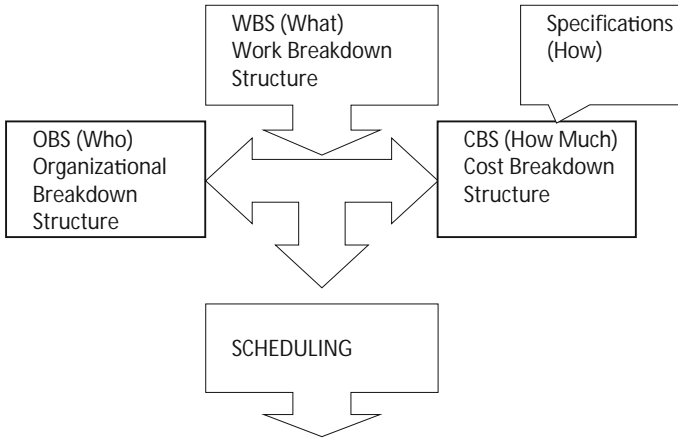 WBS (What)
Work Breakdown
Structure
Specifications
(How)
OBS (Who)
Organizational
Breakdown
Structure
CBS (How Much)
Cost Breakdown
Structure
SCHEDULING